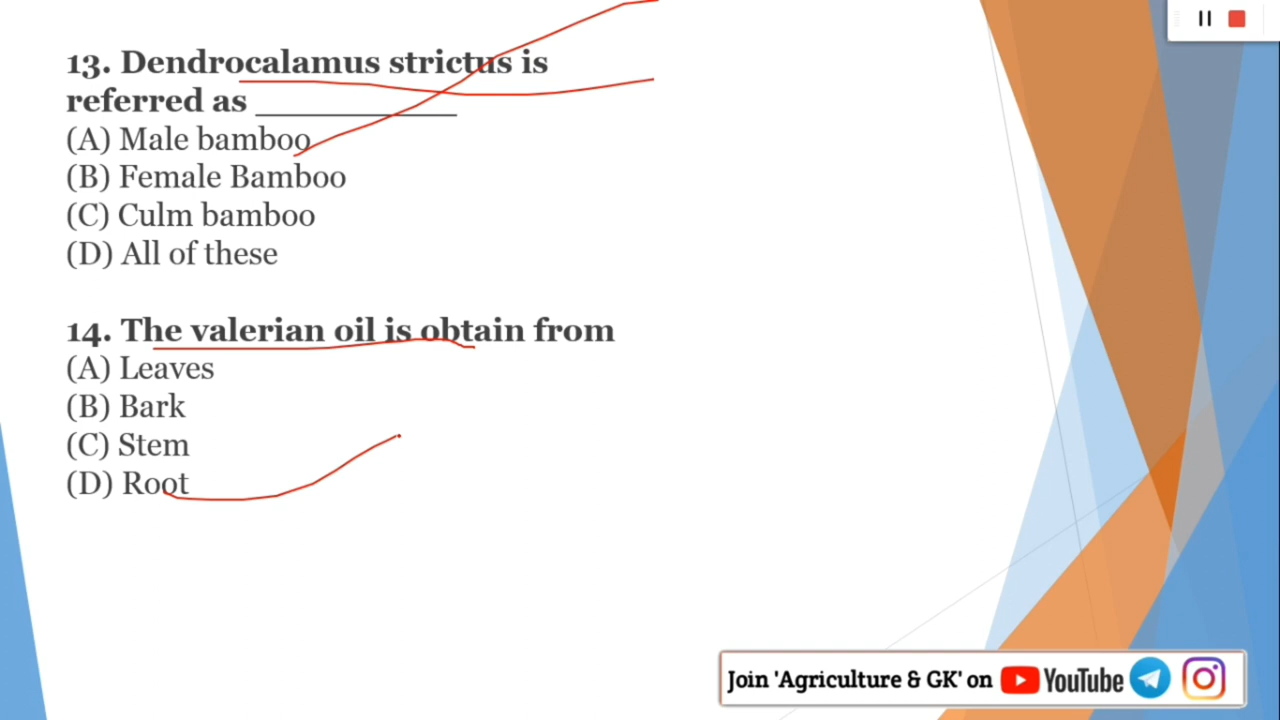 13. Dendrocalamus strictus is
referred as ______________
(A) Male bamboo
(B) Female Bamboo
(C) Culm bamboo
(D) All of these
14. The valerian oil is obtain from
(A) Leaves
(B) Bark
(C) Stem
(D) Root
Join 'Agriculture & GK' on YouTube